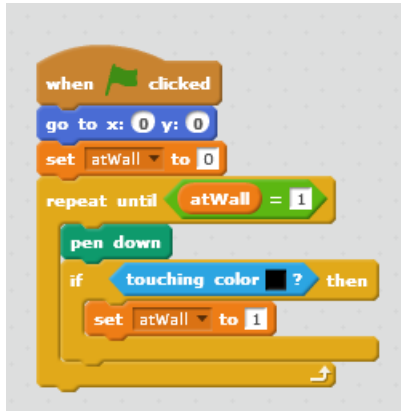 when clicked
go to x: 0 y: 0
set atWall to 0
repeat until atWall = 1
pen down
if touching color ? then
set atWall to 1